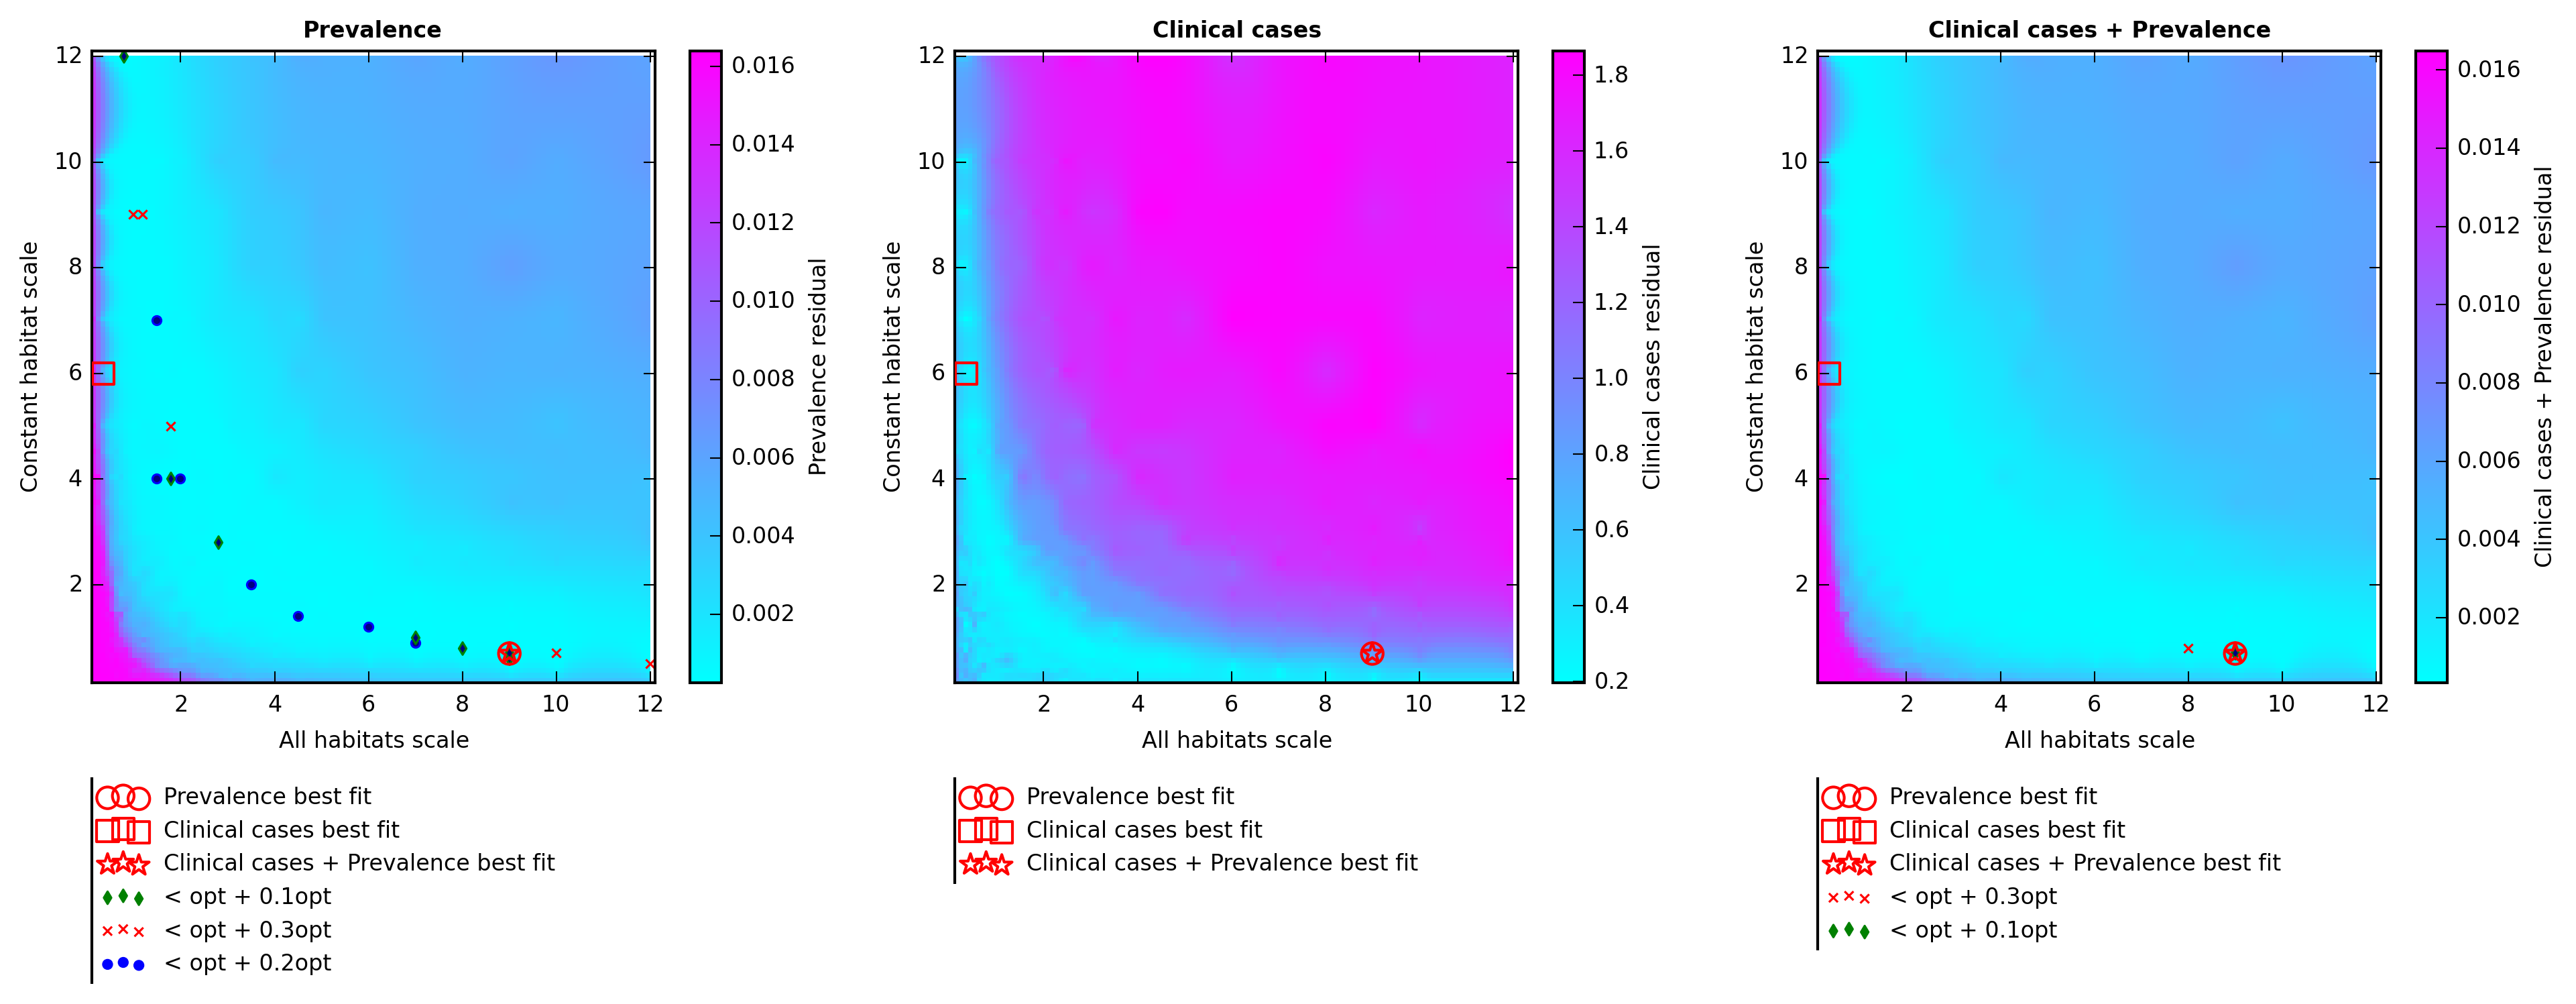 Prevalence
12
10
8
6
4
2
2 4 6 8 10 12
Constant habitat scale
All habitats scale
0.016
0.014
0.012
0.010
0.008
0.006
0.004
0.002
Prevalence residual
Prevalence best fit
Clinical cases best fit
Clinical cases + Prevalence best fit
< opt + 0.1opt
< opt + 0.3opt
< opt + 0.2opt
Clinical cases
12
10
8
6
4
2
2 4 6 8 10 12
Constant habitat scale
All habitats scale
1.8
1.6
1.4
1.2
1.0
0.8
0.6
0.4
0.2
Clinical cases residual
Prevalence best fit
Clinical cases best fit
Clinical cases + Prevalence best fit
Clinical cases + Prevalence
12
10
8
6
4
2
2 4 6 8 10 12
Constant habitat scale
All habitats scale
0.016
0.014
0.012
0.010
0.008
0.006
0.004
0.002
Clinical cases + Prevalence residual
Prevalence best fit
Clinical cases best fit
Clinical cases + Prevalence best fit
< opt + 0.3opt
< opt + 0.1opt